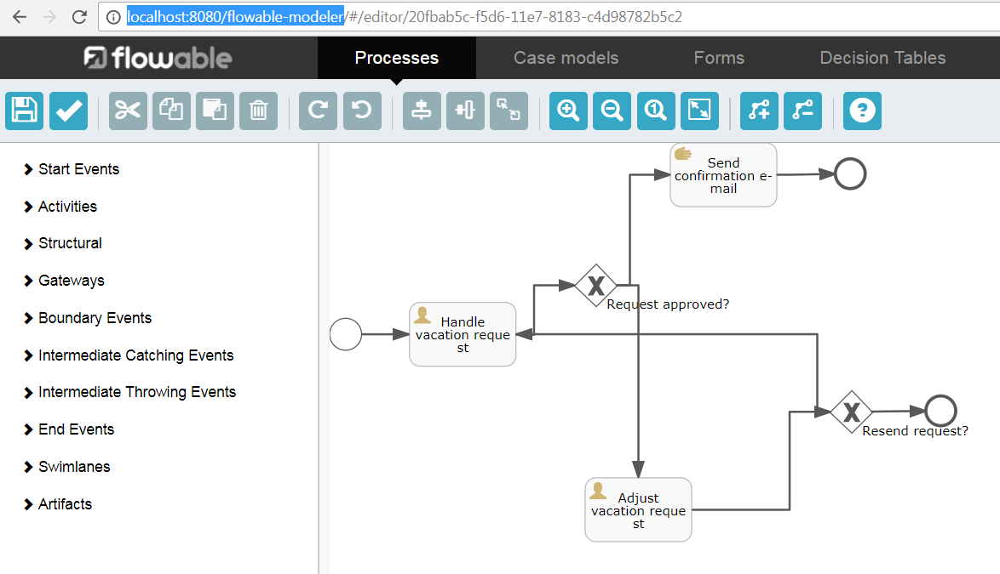 localhost:8080/flowable-modeler/#/editor/20fbab5c-f5d6-11e7-8183-c4d98782b5c2
flowable
Processes
Case models
Forms
Decision Tables
1
?
Start Events
Activities
Structural
Gateways
Boundary Events
Intermediate Catching Events
Intermediate Throwing Events
End Events
Swimlanes
Artifacts
Send
confirmation e-
mail
X
Request approved?
Handle
vacation reque
st
X
Resend request?
Adjust
vacation reque
st